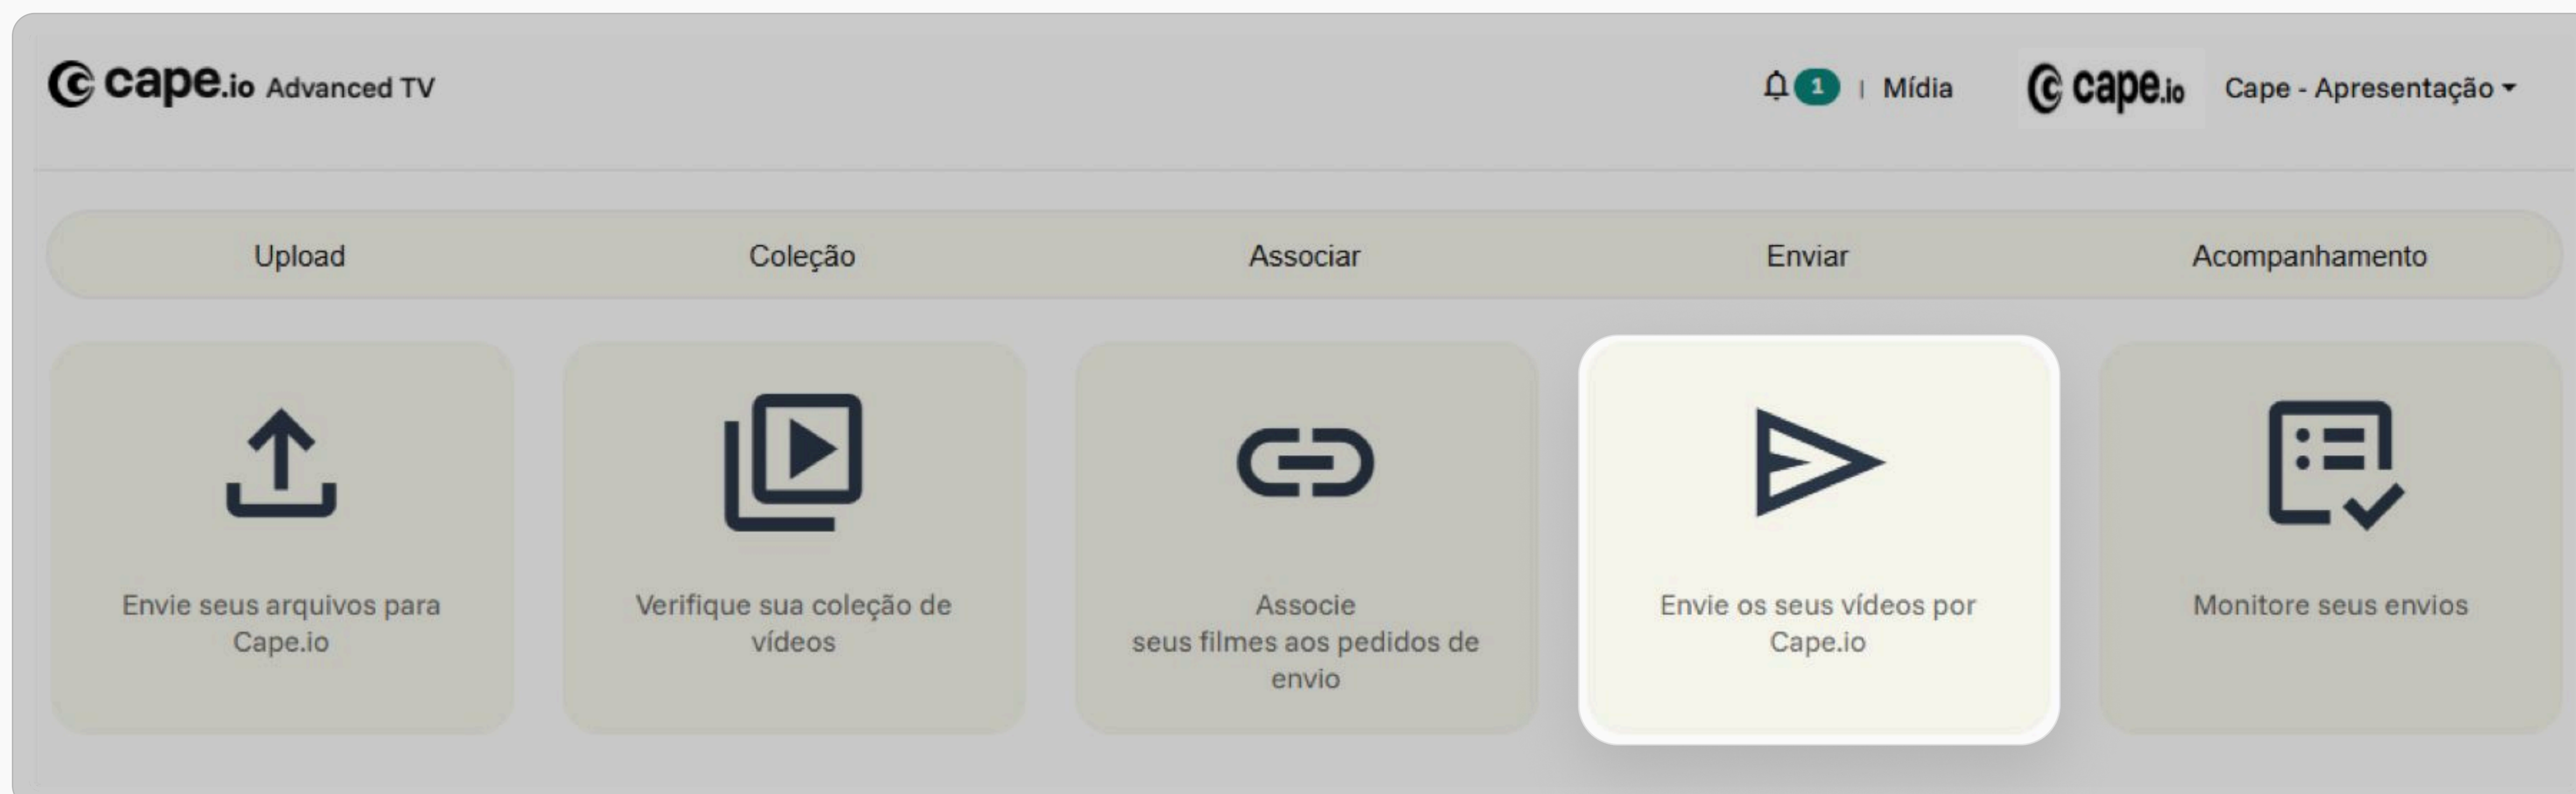 cape.io Advanced TV
1 | Mídia cape.io Cape - Apresentação
Upload Coleção Associar Enviar Acompanhamento
Envie seus arquivos para
Cape.io
Verifique sua coleção de
vídeos
Associe
seus filmes aos pedidos de
envio
Envie os seus vídeos por
Cape.io
Monitore seus envios